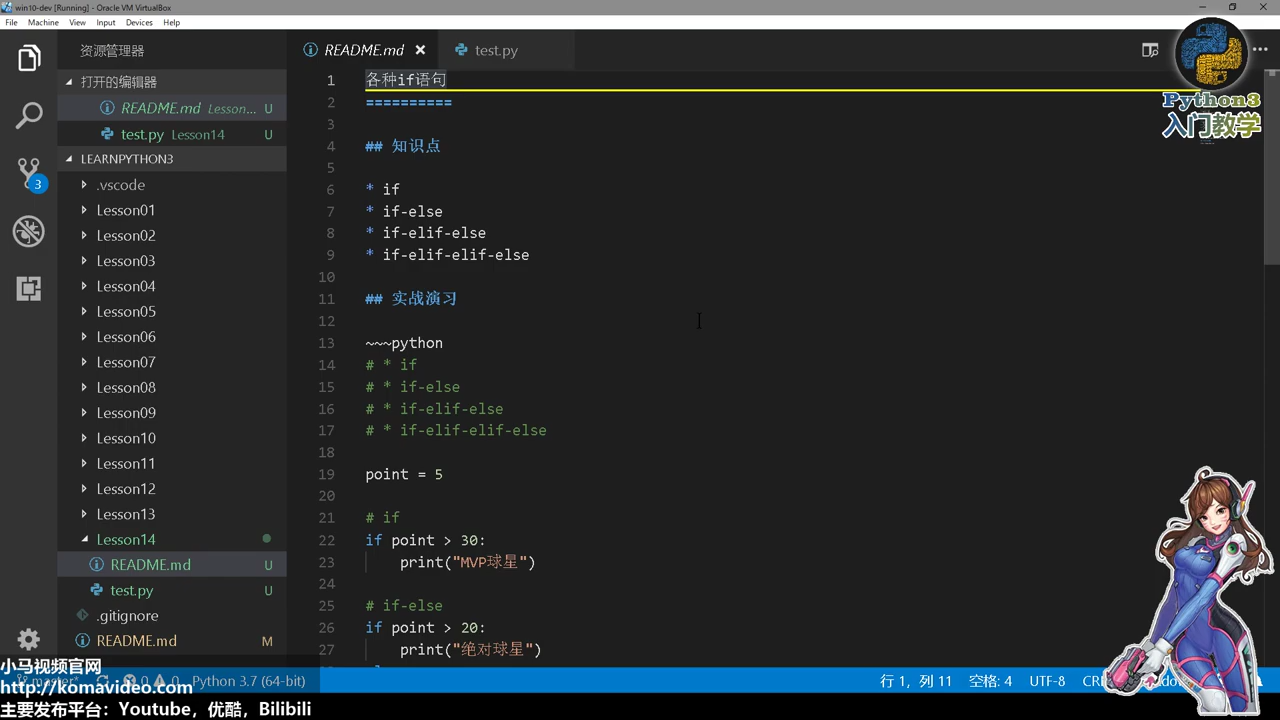 win10-dev [Running] - Oracle VM VirtualBox
File Machine View Input Devices Help
资源管理器
打开的编辑器
README.md Lesson... U
test.py Lesson14 U
LEARNPYTHON3
.vscode
Lesson01
Lesson02
Lesson03
Lesson04
Lesson05
Lesson06
Lesson07
Lesson08
Lesson09
Lesson10
Lesson11
Lesson12
Lesson13
Lesson14
README.md U
test.py U
.gitignore
README.md M
3
README.md test.py
1 各种if语句
2 ==========
3
4 ## 知识点
5
6 * if
7 * if-else
8 * if-elif-else
9 * if-elif-elif-else
10
11 ## 实战演习
12
13 ~~~python
14 # * if
15 # * if-else
16 # * if-elif-else
17 # * if-elif-elif-else
18
19 point = 5
20
21 # if
22 if point > 30:
23 print("MVP球星")
24
25 # if-else
26 if point > 20:
27 print("绝对球星")
Python3
入门教学
小马视频官网
http://komavideo.com
主要发布平台：Youtube，优酷，Bilibili
master* 0 0 Python 3.7 (64-bit)
行 1，列 11 空格: 4 UTF-8